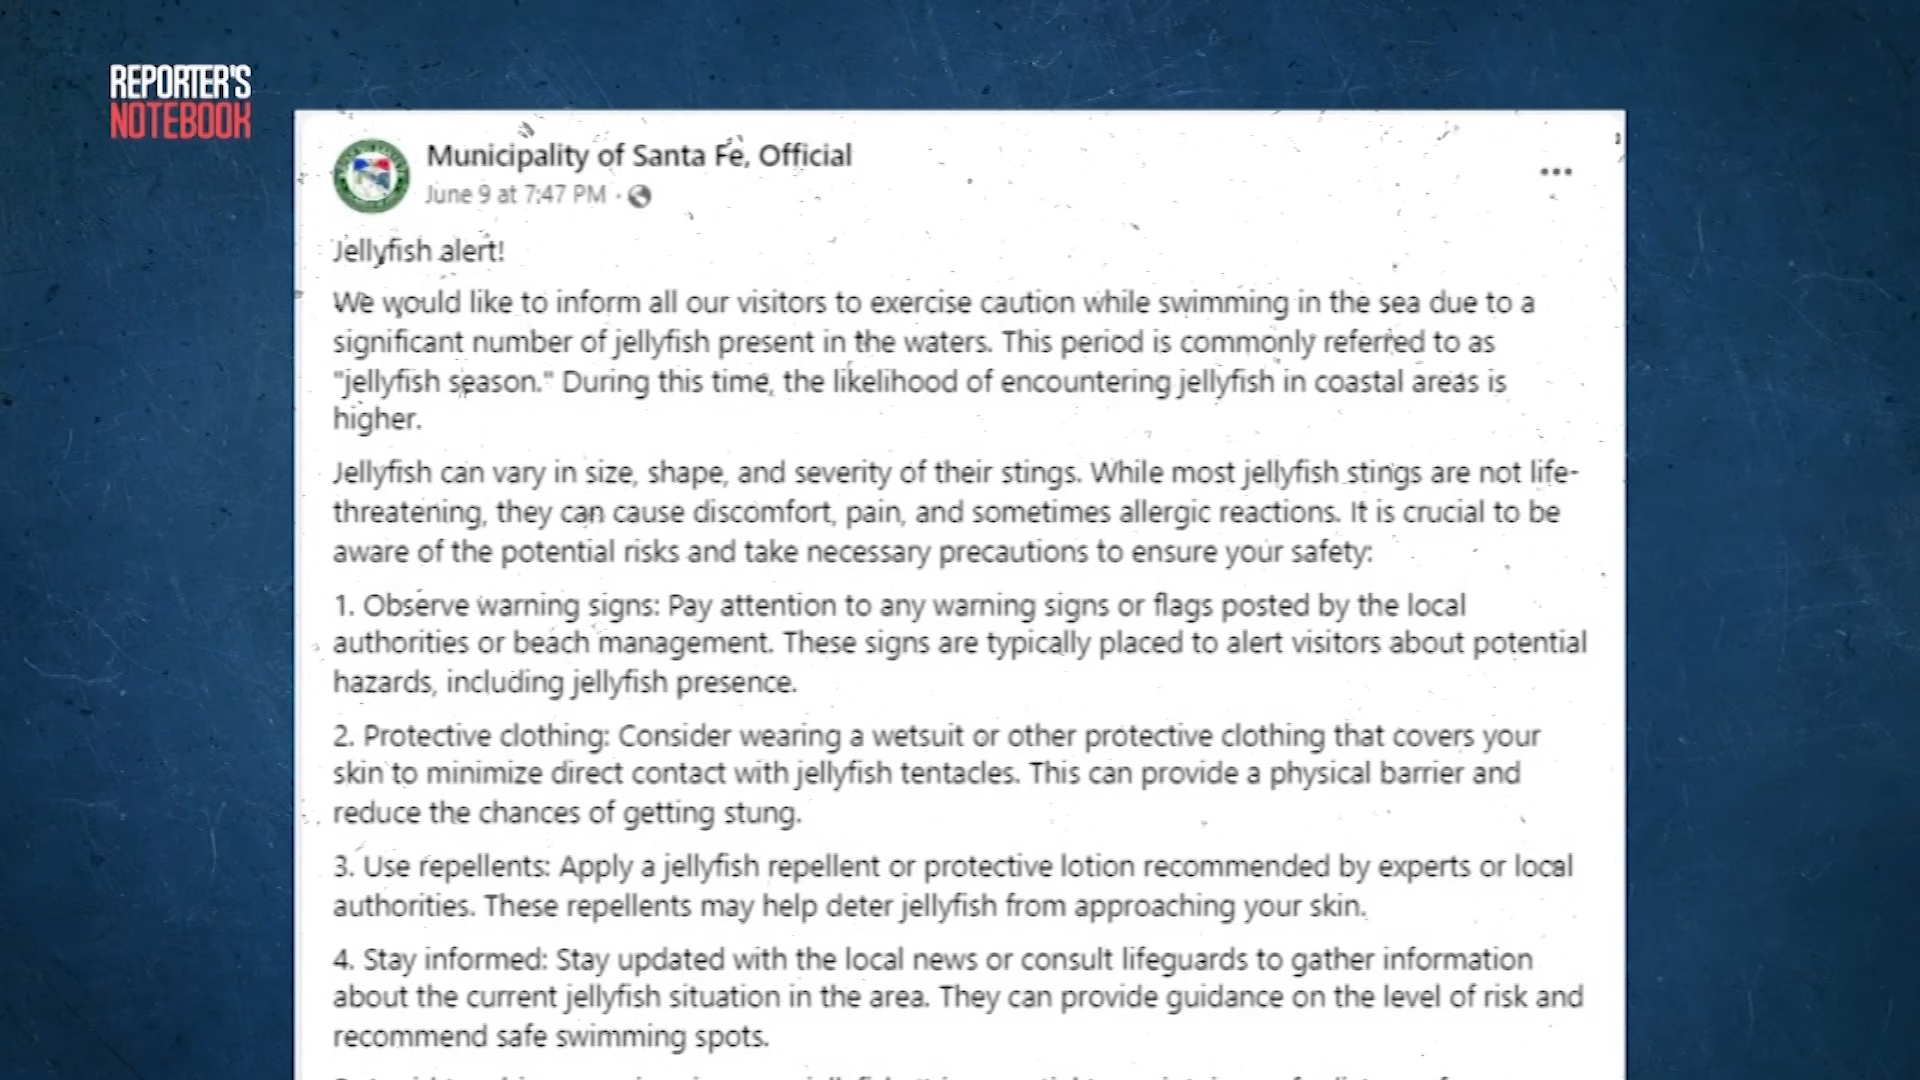 REPORTER'S
NOTEBOOK
Municipality of Santa Fe, Official
June 9 at 7:47 PM ·
Jellyfish alert!
We would like to inform all our visitors to exercise caution while swimming in the sea due to a
significant number of jellyfish present in the waters. This period is commonly referred to as
"jellyfish season." During this time, the likelihood of encountering jellyfish in coastal areas is
higher.
Jellyfish can vary in size, shape, and severity of their stings. While most jellyfish stings are not life-
threatening, they can cause discomfort, pain, and sometimes allergic reactions. It is crucial to be
aware of the potential risks and take necessary precautions to ensure your safety:
1. Observe warning signs: Pay attention to any warning signs or flags posted by the local
authorities or beach management. These signs are typically placed to alert visitors about potential
hazards, including jellyfish presence.
2. Protective clothing: Consider wearing a wetsuit or other protective clothing that covers your
skin to minimize direct contact with jellyfish tentacles. This can provide a physical barrier and
reduce the chances of getting stung.
3. Use repellents: Apply a jellyfish repellent or protective lotion recommended by experts or local
authorities. These repellents may help deter jellyfish from approaching your skin.
4. Stay informed: Stay updated with the local news or consult lifeguards to gather information
about the current jellyfish situation in the area. They can provide guidance on the level of risk and
recommend safe swimming spots.